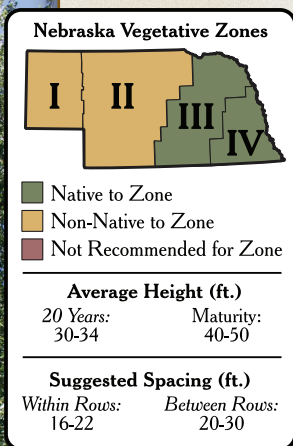 Nebraska Vegetative Zones
I
II
III
IV
Native to Zone
Non-Native to Zone
Not Recommended for Zone
Average Height (ft.)
20 Years: Maturity:
30-34 40-50
Suggested Spacing (ft.)
Within Rows: Between Rows:
16-22 20-30